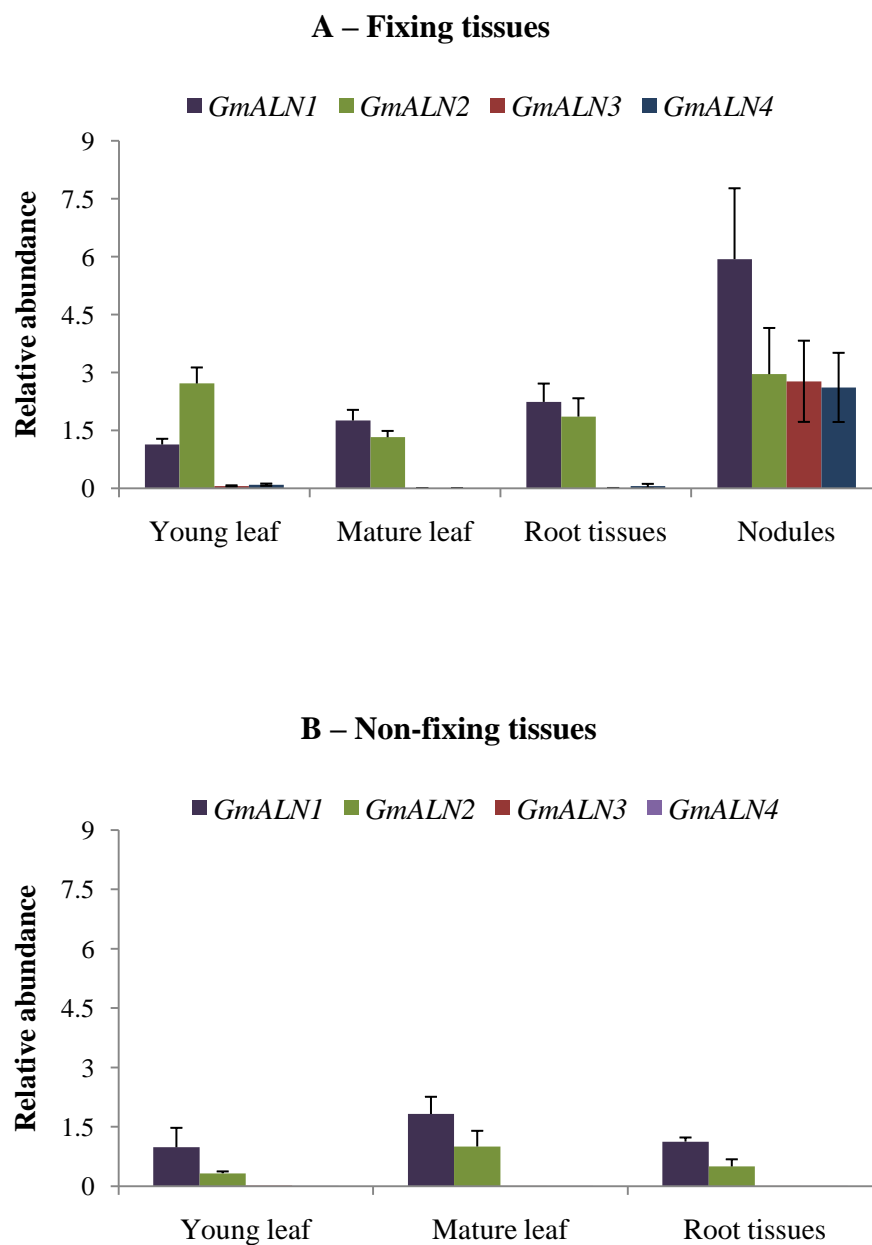 A – Fixing tissues
GmALN1 GmALN2 GmALN3 GmALN4
9
7.5
6
4.5
3
1.5
0
Relative abundance
Young leaf Mature leaf Root tissues Nodules
B – Non-fixing tissues
GmALN1 GmALN2 GmALN3 GmALN4
9
7.5
6
4.5
3
1.5
0
Relative abundance
Young leaf Mature leaf Root tissues